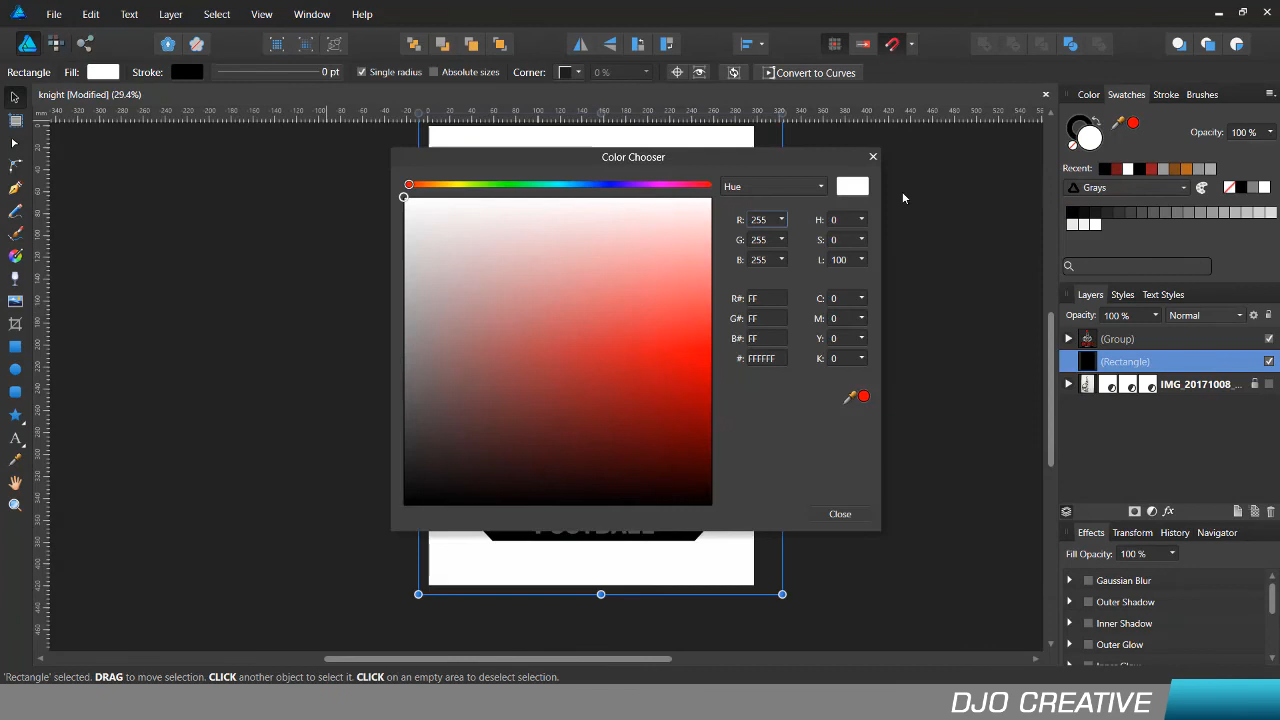 File Edit Text Layer Select View Window Help
Rectangle Fill: Stroke: 0 pt Single radius Absolute sizes Corner: 0 % Convert to Curves
knight [Modified] (29.4%)
Color Swatches Stroke Brushes
mm
Opacity: 100 %
Color Chooser
Recent:
Hue
Grays
R: 255 H: 0
G: 255 S: 0
B: 255 L: 100
R#: FF C: 0
G#: FF M: 0
B#: FF Y: 0
#: FFFFFF K: 0
Close
FOOTBALL
Layers Styles Text Styles
Opacity: 100 % Normal
(Group)
(Rectangle)
IMG_20171008_...
Effects Transform History Navigator
Fill Opacity: 100 %
Gaussian Blur
Outer Shadow
Inner Shadow
Outer Glow
'Rectangle' selected. DRAG to move selection. CLICK another object to select it. CLICK on an empty area to deselect selection.
DJO CREATIVE